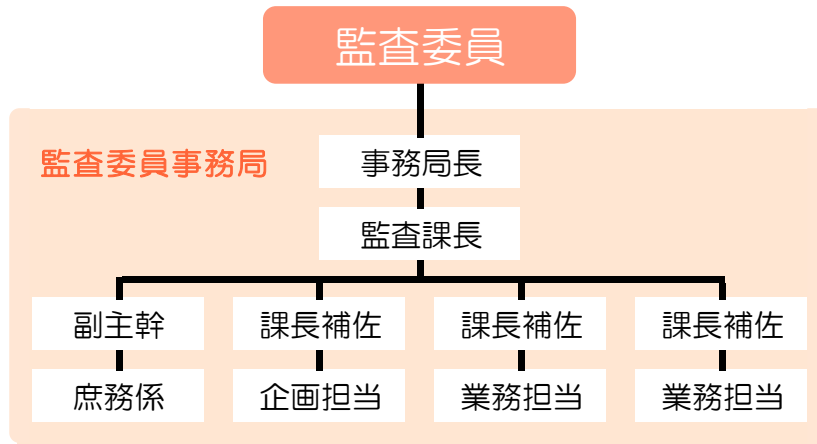 監査委員
監査委員事務局
事務局長
監査課長
副主幹 課長補佐 課長補佐 課長補佐
庶務係 企画担当 業務担当 業務担当